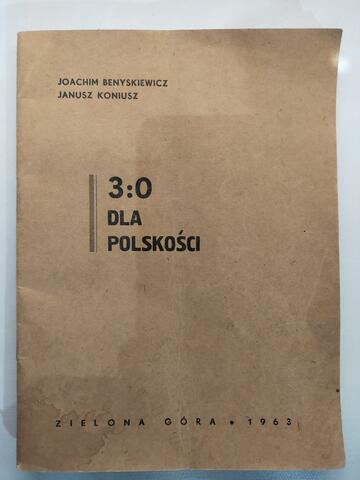 JOACHIM BENYSKIEWICZ
JANUSZ KONIUSZ
3:0
DLA
POLSKOŚCI
ZIELONA GÓRA • 1963